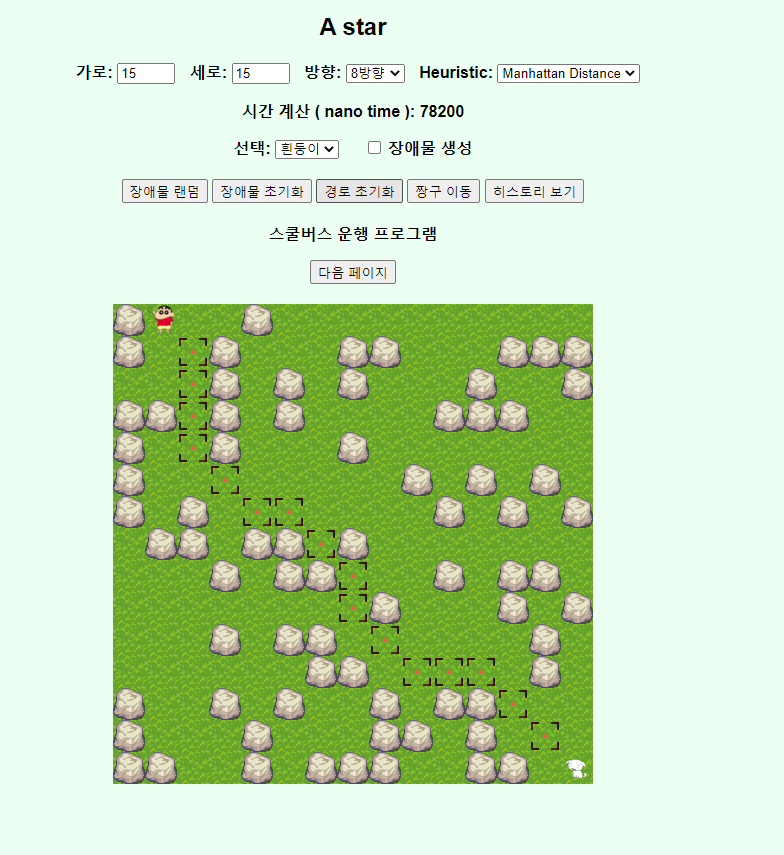 A star
가로: 15 세로: 15 방향: 8방향 Heuristic: Manhattan Distance
시간 계산 ( nano time ): 78200
선택: 흰둥이 장애물 생성
장애물 랜덤 장애물 초기화 경로 초기화 짱구 이동 히스토리 보기
스쿨버스 운행 프로그램
다음 페이지